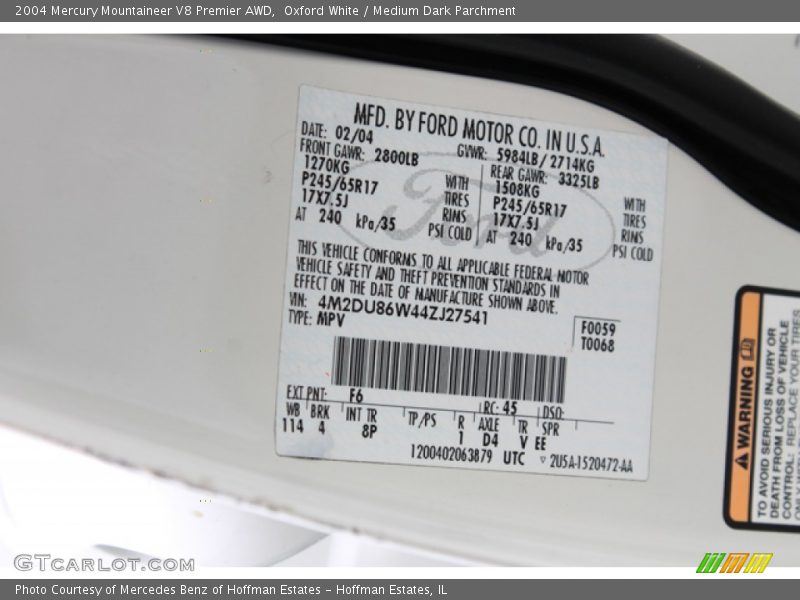 2004 Mercury Mountaineer V8 Premier AWD, Oxford White / Medium Dark Parchment
MFD. BY FORD MOTOR CO. IN U.S.A.
DATE: 02/04 GVWR: 5984LB/ 2714KG
FRONT GAWR: 2800LB REAR GAWR: 3325LB
1270KG WITH 1508KG WITH
P245/65R17 TIRES P245/65R17 TIRES
17X7.5J RIMS 17X7.5J RIMS
AT 240 kPa/35 PSI COLD AT 240 kPa/35 PSI COLD
Ford
THIS VEHICLE CONFORMS TO ALL APPLICABLE FEDERAL MOTOR
VEHICLE SAFETY AND THEFT PREVENTION STANDARDS IN
EFFECT ON THE DATE OF MANUFACTURE SHOWN ABOVE.
VIN: 4M2DU86W44ZJ27541
TYPE: MPV
F0059
T0068
EXT PNT: F6 RC: 45 DSO:
WB BRK INT TR TP/PS R AXLE TR SPR
114 4 8P 1 D4 V EE
1200402063879 UTC ▽ 2U5A-1520472-AA
WARNING
TO AVOID SERIOUS INJURY OR
DEATH FROM LOSS OF VEHICLE
CONTROL: REPLACE YOUR TIRES
GTCARLOT.COM
Photo Courtesy of Mercedes Benz of Hoffman Estates - Hoffman Estates, IL